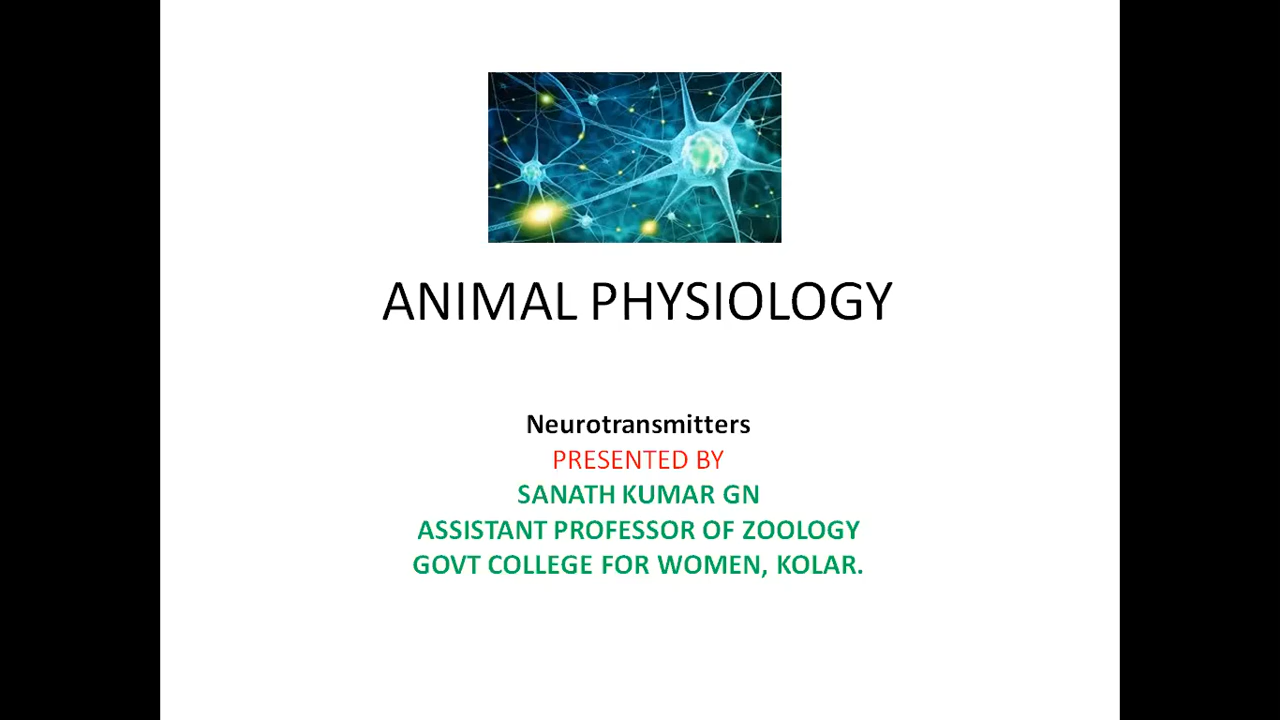 ANIMAL PHYSIOLOGY
Neurotransmitters
PRESENTED BY
SANATH KUMAR GN
ASSISTANT PROFESSOR OF ZOOLOGY
GOVT COLLEGE FOR WOMEN, KOLAR.